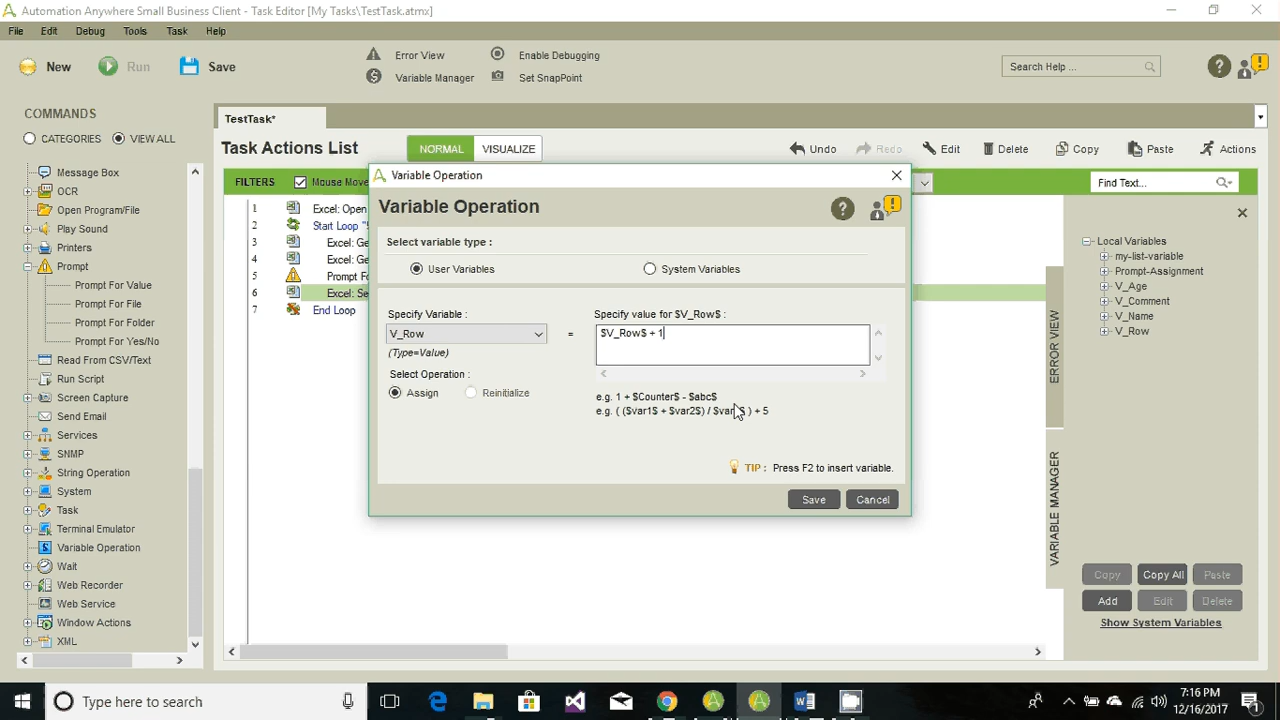 Automation Anywhere Small Business Client - Task Editor [My Tasks\TestTask.atmx]
File Edit Debug Tools Task Help
New Run Save
Error View Enable Debugging
Variable Manager Set SnapPoint
Search Help ...
COMMANDS
CATEGORIES VIEW ALL
Message Box
OCR
Open Program/File
Play Sound
Printers
Prompt
Prompt For Value
Prompt For File
Prompt For Folder
Prompt For Yes/No
Read From CSV/Text
Run Script
Screen Capture
Send Email
Services
SNMP
String Operation
System
Task
Terminal Emulator
Variable Operation
Wait
Web Recorder
Web Service
Window Actions
XML
TestTask*
Task Actions List
NORMAL VISUALIZE
Undo Redo Edit Delete Copy Paste Actions
FILTERS Mouse Move
Find Text...
1 Excel: Open
2 Start Loop "
3 Excel: Ge
4 Excel: Ge
5 Prompt Fo
6 Excel: Se
7 End Loop
Variable Operation
Variable Operation
Select variable type :
User Variables System Variables
Specify Variable :
V_Row
(Type=Value)
Select Operation :
Assign Reinitialize
=
Specify value for $V_Row$ :
$V_Row$ + 1
e.g. 1 + $Counter$ - $abc$
e.g. ( ($var1$ + $var2$) / $var $ ) + 5
TIP : Press F2 to insert variable.
Save Cancel
ERROR VIEW
VARIABLE MANAGER
Local Variables
my-list-variable
Prompt-Assignment
V_Age
V_Comment
V_Name
V_Row
Copy Copy All Paste
Add Edit Delete
Show System Variables
Type here to search
7:16 PM
12/16/2017